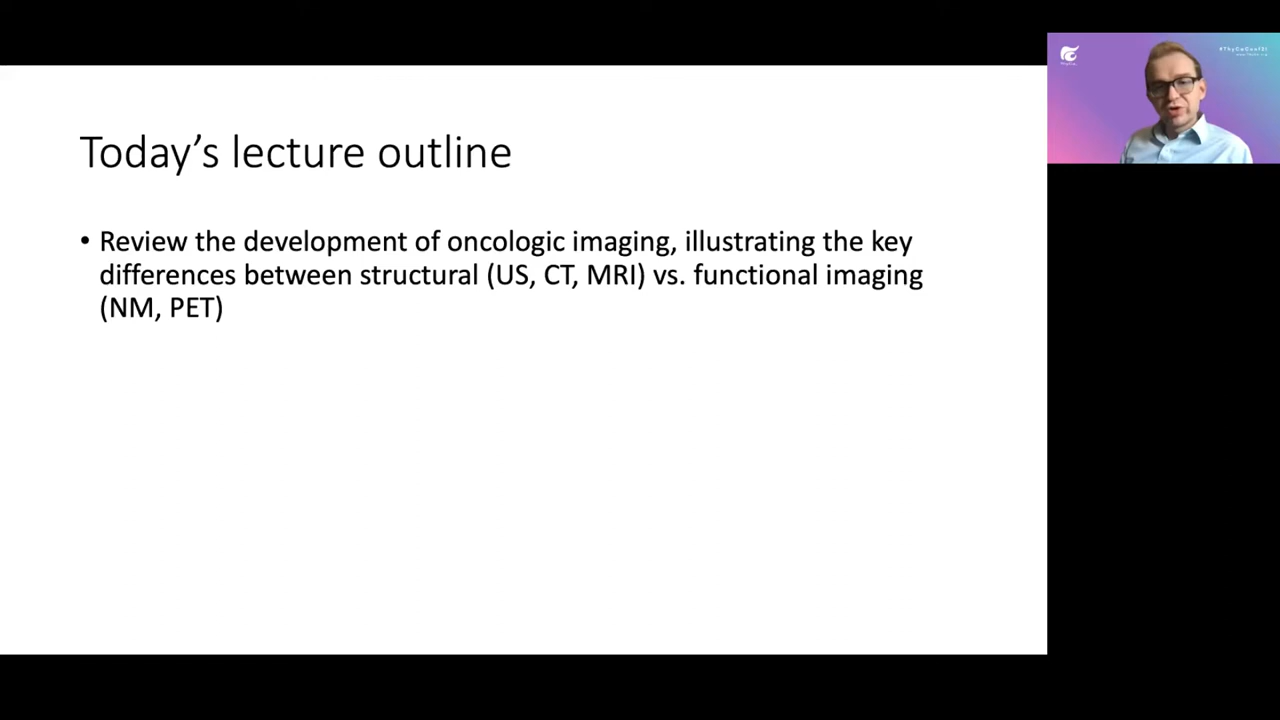 Today's lecture outline
• Review the development of oncologic imaging, illustrating the key
differences between structural (US, CT, MRI) vs. functional imaging
(NM, PET)
#ThyCaConf21